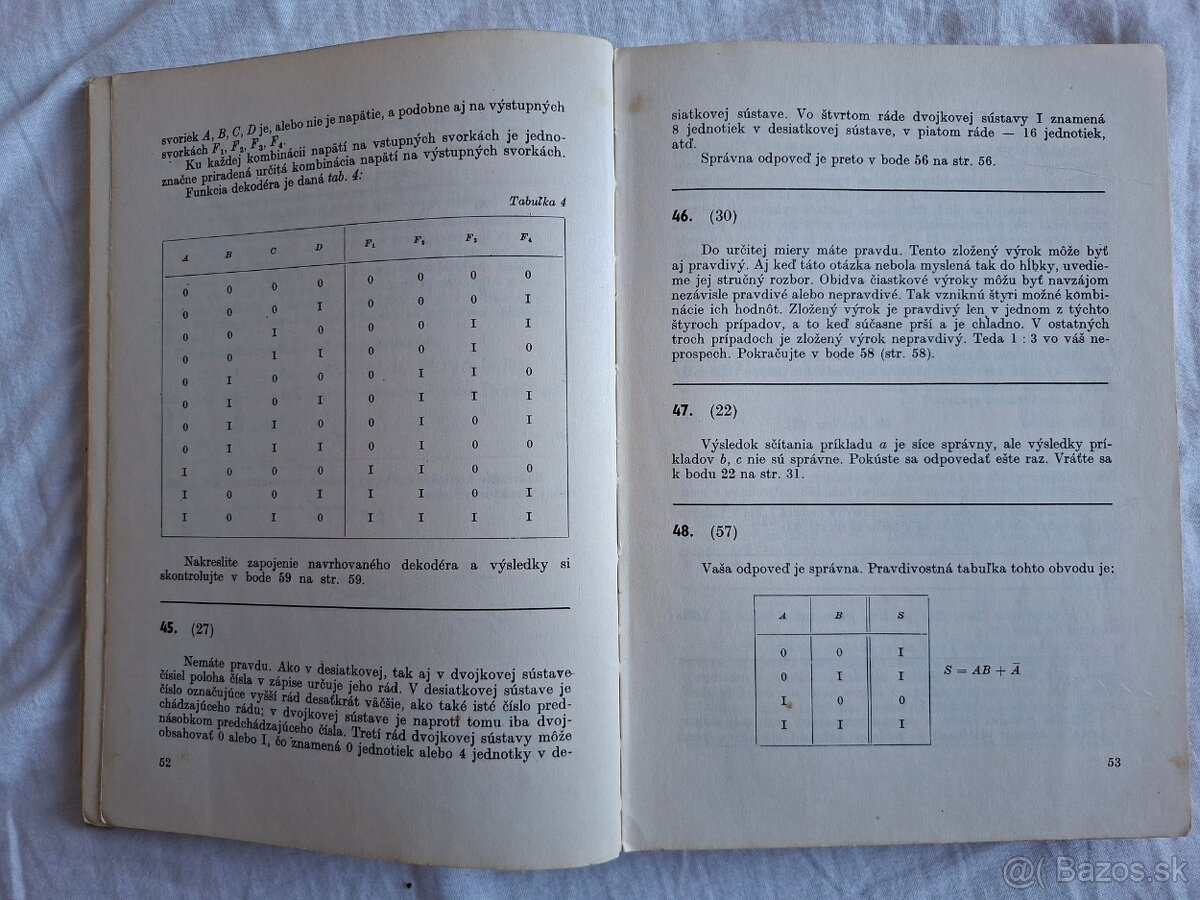 svoriek A, B, C, D je, alebo nie je napätie, a podobne aj na výstupných
svorkách F₁, F₂, F₃, F₄.
Ku každej kombinácii napätí na vstupných svorkách je jedno-
značne priradená určitá kombinácia napätí na výstupných svorkách.
Funkcia dekodéra je daná tab. 4:
Tabuľka 4
A B C D F₁ F₂ F₃ F₄
0 0 0 0 0 0 0 0
0 0 0 I 0 0 0 I
0 0 I 0 0 0 I I
0 0 I I 0 0 I 0
0 I 0 0 0 I I 0
0 I 0 I 0 I I I
0 I I 0 0 I 0 I
0 I I I 0 I 0 0
I 0 0 0 I I 0 0
I 0 0 I I I 0 I
I 0 I 0 I I I I
Nakreslite zapojenie navrhovaného dekodéra a výsledky si
skontrolujte v bode 59 na str. 59.
45. (27)
Nemáte pravdu. Ako v desiatkovej, tak aj v dvojkovej sústave
čísiel poloha čísla v zápise určuje jeho rád. V desiatkovej sústave je
číslo označujúce vyšší rád desaťkrát väčšie, ako také isté číslo pred-
chádzajúceho rádu; v dvojkovej sústave je naproti tomu iba dvoj-
násobkom predchádzajúceho čísla. Tretí rád dvojkovej sústavy môže
obsahovať 0 alebo I, čo znamená 0 jednotiek alebo 4 jednotky v de-
52
siatkovej sústave. Vo štvrtom ráde dvojkovej sústavy I znamená
8 jednotiek v desiatkovej sústave, v piatom ráde — 16 jednotiek,
atď.
Správna odpoveď je preto v bode 56 na str. 56.
46. (30)
Do určitej miery máte pravdu. Tento zložený výrok môže byť
aj pravdivý. Aj keď táto otázka nebola myslená tak do hĺbky, uvedie-
me jej stručný rozbor. Obidva čiastkové výroky môžu byť navzájom
nezávisle pravdivé alebo nepravdivé. Tak vzniknú štyri možné kombi-
nácie ich hodnôt. Zložený výrok je pravdivý len v jednom z týchto
štyroch prípadov, a to keď súčasne prší a je chladno. V ostatných
troch prípadoch je zložený výrok nepravdivý. Teda 1 : 3 vo váš ne-
prospech. Pokračujte v bode 58 (str. 58).
47. (22)
Výsledok sčítania príkladu a je síce správny, ale výsledky prí-
kladov b, c nie sú správne. Pokúste sa odpovedať ešte raz. Vráťte sa
k bodu 22 na str. 31.
48. (57)
Vaša odpoveď je správna. Pravdivostná tabuľka tohto obvodu je:
A B S
0 0 I
0 I I
I 0 0
I I I
S = AB + Ā
53
@( Bazos.sk